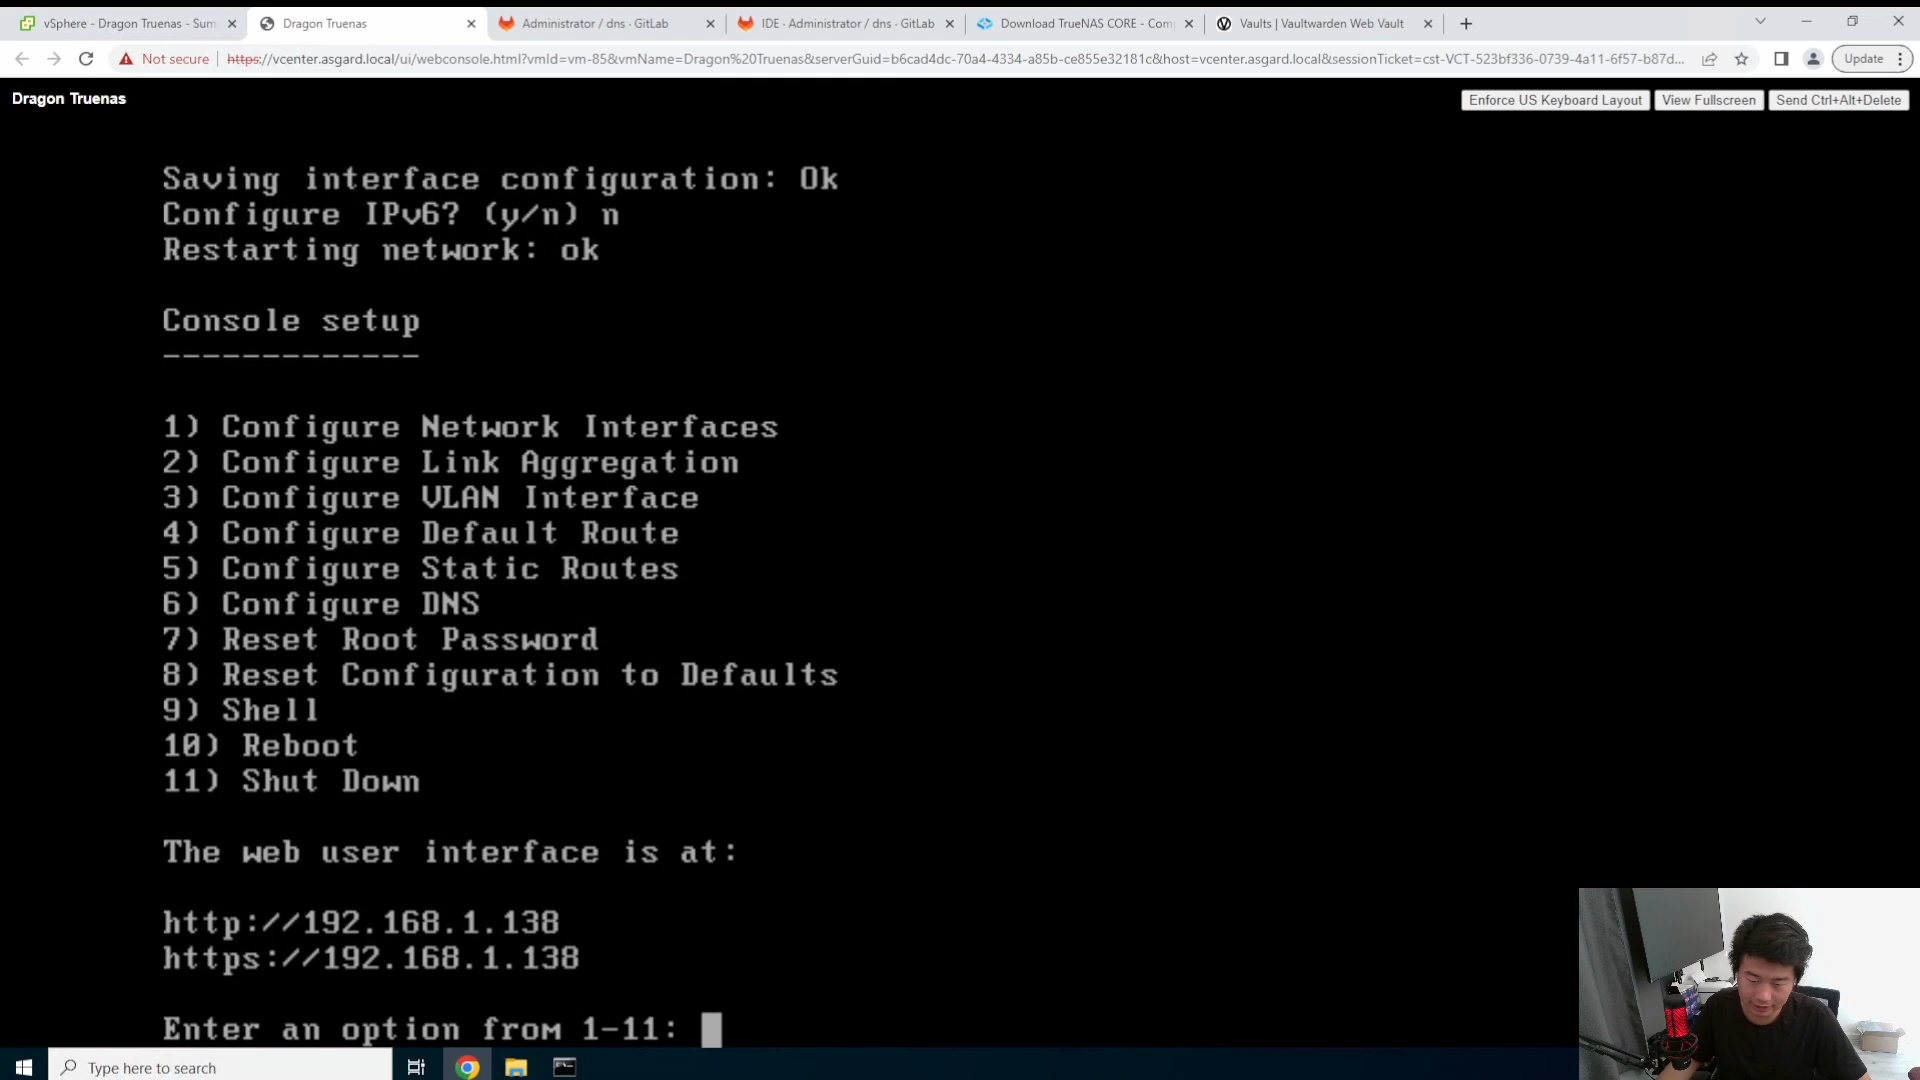 vSphere - Dragon Truenas - Sum
Dragon Truenas
Administrator / dns · GitLab
IDE · Administrator / dns · GitLab
Download TrueNAS CORE - Com
Vaults | Vaultwarden Web Vault
Not secure
https://vcenter.asgard.local/ui/webconsole.html?vmId=vm-85&vmName=Dragon%20Truenas&serverGuid=b6cad4dc-70a4-4334-a85b-ce855e32181c&host=vcenter.asgard.local&sessionTicket=cst-VCT-523bf336-0739-4a11-6f57-b87d...
Update
Dragon Truenas
Enforce US Keyboard Layout
View Fullscreen
Send Ctrl+Alt+Delete
Saving interface configuration: Ok
Configure IPv6? (y/n) n
Restarting network: ok
Console setup
-------------
1) Configure Network Interfaces
2) Configure Link Aggregation
3) Configure VLAN Interface
4) Configure Default Route
5) Configure Static Routes
6) Configure DNS
7) Reset Root Password
8) Reset Configuration to Defaults
9) Shell
10) Reboot
11) Shut Down
The web user interface is at:
http://192.168.1.138
https://192.168.1.138
Enter an option from 1-11:
Type here to search